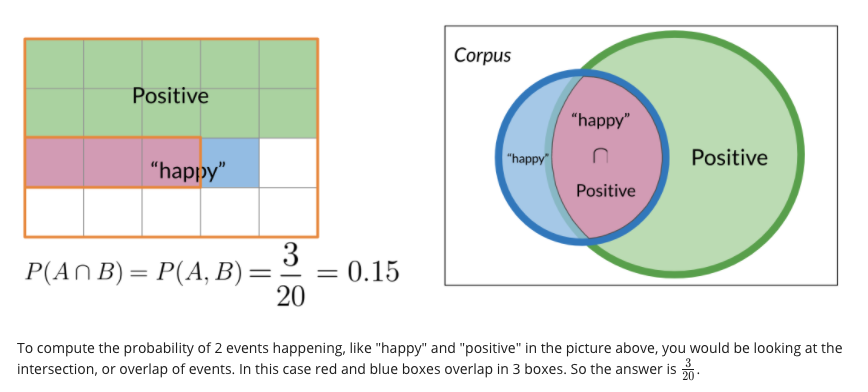 Positive
"happy"
P(A ∩ B) = P(A, B) = 3/20 = 0.15
Corpus
"happy"
∩
Positive
"happy"
Positive
To compute the probability of 2 events happening, like "happy" and "positive" in the picture above, you would be looking at the
intersection, or overlap of events. In this case red and blue boxes overlap in 3 boxes. So the answer is 3/20.